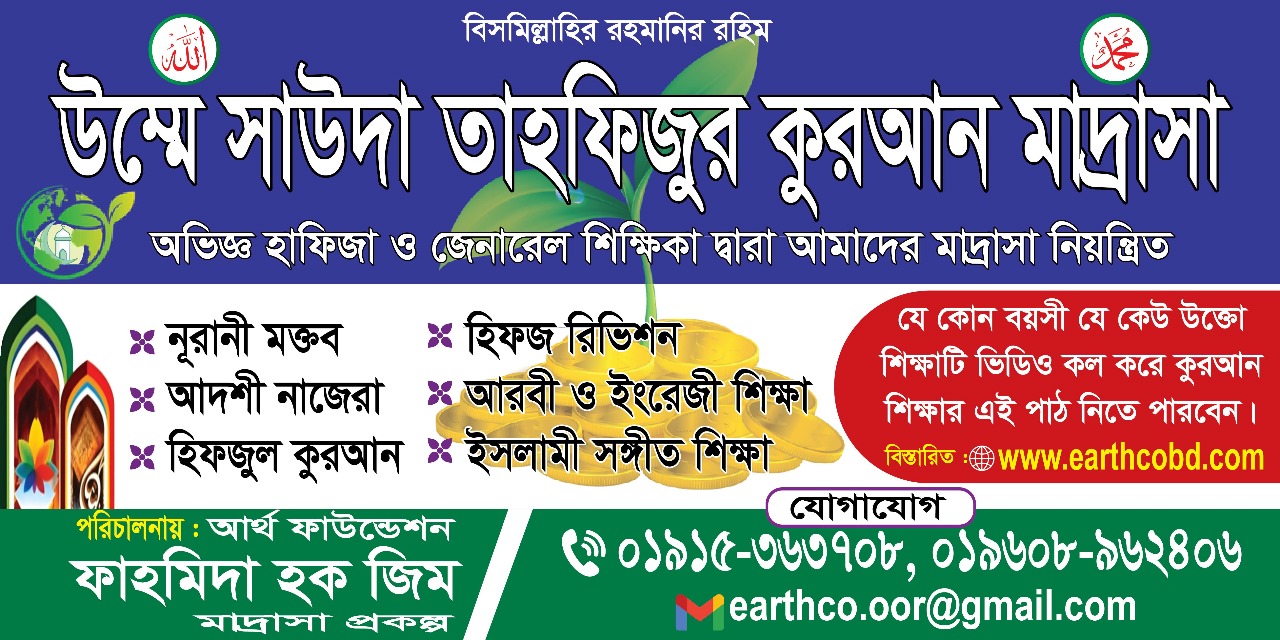 বিসমিল্লাহির রহমানির রহিম
الله
محمد
উম্মে সাউদা তাহফিজুর কুরআন মাদ্রাসা
অভিজ্ঞ হাফিজা ও জেনারেল শিক্ষিকা দ্বারা আমাদের মাদ্রাসা নিয়ন্ত্রিত
নূরানী মক্তব
আদর্শী নাজেরা
হিফজুল কুরআন
হিফজ রিভিশন
আরবী ও ইংরেজী শিক্ষা
ইসলামী সঙ্গীত শিক্ষা
যে কোন বয়সী যে কেউ উক্তো
শিক্ষাটি ভিডিও কল করে কুরআন
শিক্ষার এই পাঠ নিতে পারবেন।
বিস্তারিত : www.earthcobd.com
পরিচালনায় : আর্থ ফাউন্ডেশন
ফাহমিদা হক জিম
মাদ্রাসা প্রকল্প
যোগাযোগ
০১৯১৫-৩৬৩৭০৮, ০১৯৬০৮-৯৬২৪০৬
earthco.oor@gmail.com